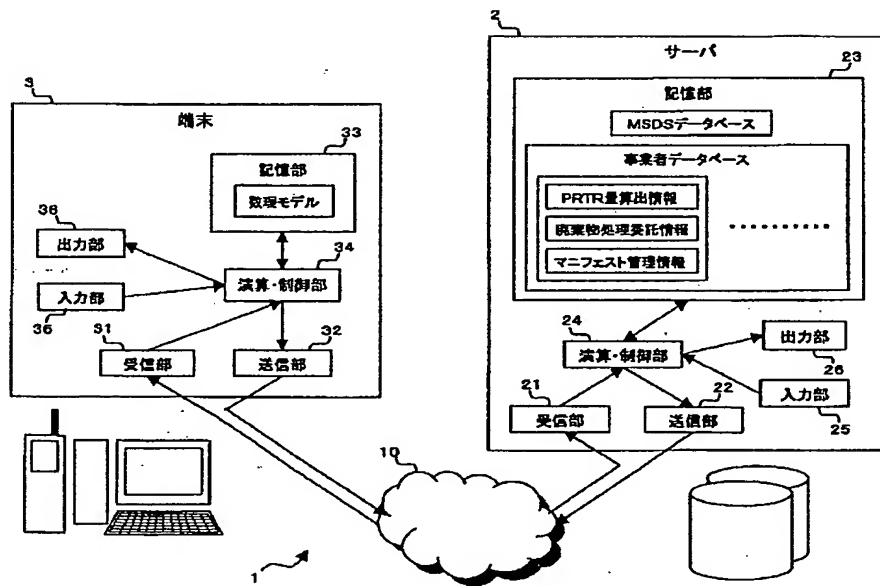 2
サーバ
23
記憶部
MSDSデータベース
事業者データベース
PRTR量算出情報
廃棄物処理委託情報
マニフェスト管理情報
24
演算・制御部
出力部
26
21
受信部
22
送信部
入力部
25
3
端末
33
記憶部
数理モデル
36
出力部
34
演算・制御部
入力部
36
31
受信部
32
送信部
10
1